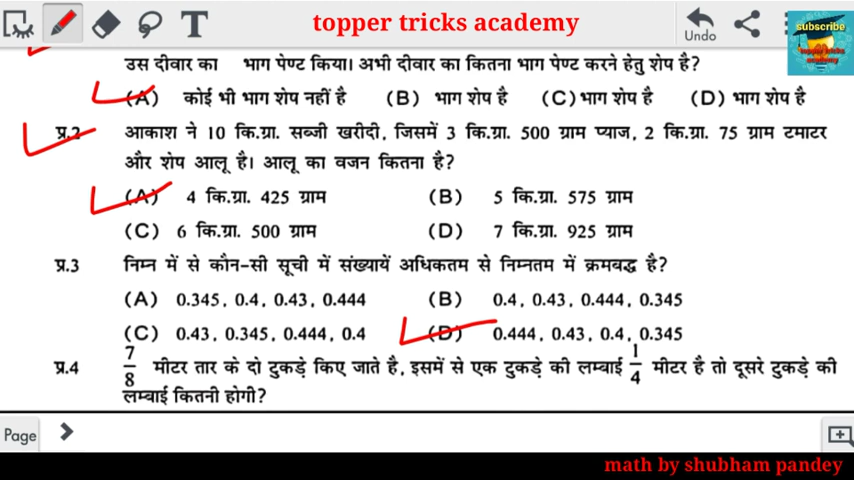 topper tricks academy
Undo
subscribe
topper tricks
academy
उस दीवार का भाग पेण्ट किया। अभी दीवार का कितना भाग पेण्ट करने हेतु शेष है?
(A) कोई भी भाग शेष नहीं है (B) भाग शेष है (C) भाग शेष है (D) भाग शेष है
प्र.2 आकाश ने 10 कि.ग्रा. सब्जी खरीदी, जिसमें 3 कि.ग्रा. 500 ग्राम प्याज, 2 कि.ग्रा. 75 ग्राम टमाटर
और शेष आलू है। आलू का वजन कितना है?
(A) 4 कि.ग्रा. 425 ग्राम (B) 5 कि.ग्रा. 575 ग्राम
(C) 6 कि.ग्रा. 500 ग्राम (D) 7 कि.ग्रा. 925 ग्राम
प्र.3 निम्न में से कौन-सी सूची में संख्यायें अधिकतम से निम्नतम में क्रमबद्ध है?
(A) 0.345, 0.4, 0.43, 0.444 (B) 0.4, 0.43, 0.444, 0.345
(C) 0.43, 0.345, 0.444, 0.4 (D) 0.444, 0.43, 0.4, 0.345
प्र.4 7/8 मीटर तार के दो टुकड़े किए जाते है, इसमें से एक टुकड़े की लम्बाई 1/4 मीटर है तो दूसरे टुकड़े की
लम्बाई कितनी होगी?
Page
math by shubham pandey